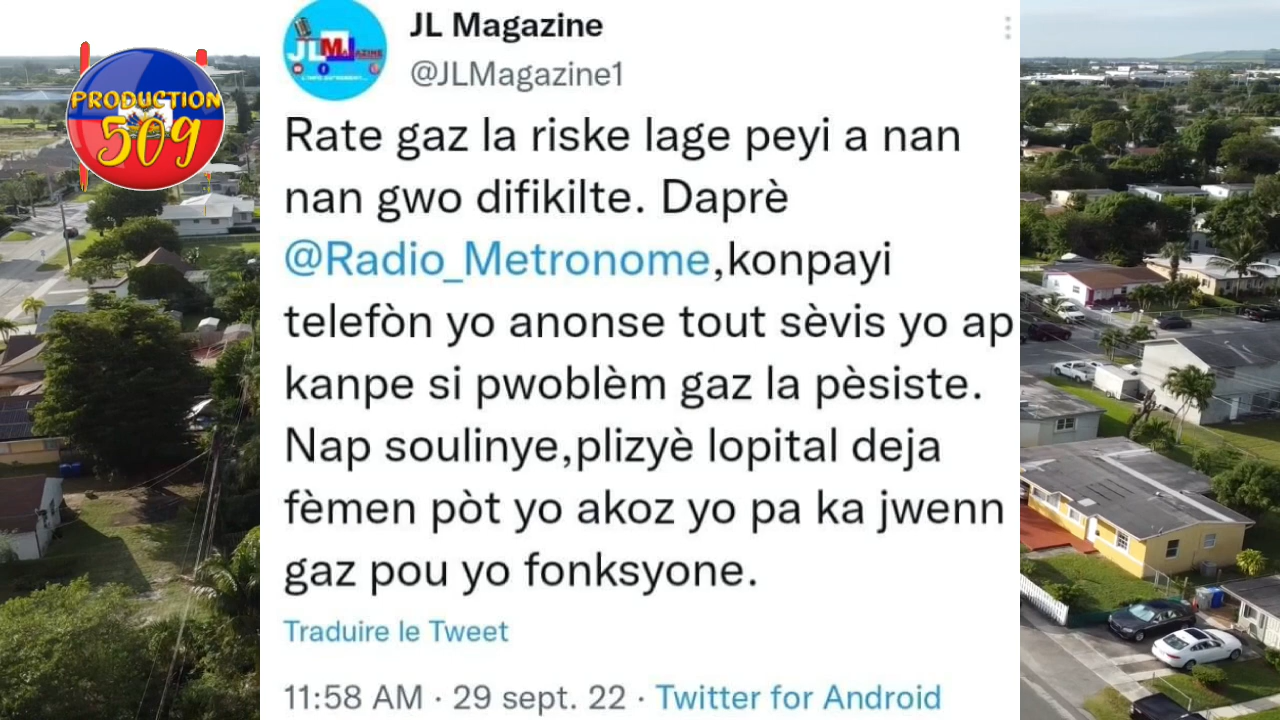 PRODUCTION
509
JL MAGAZINE
JL Magazine
@JLMagazine1
Rate gaz la riske lage peyi a nan
nan gwo difikilte. Daprè
@Radio_Metronome,konpayi
telefòn yo anonse tout sèvis yo ap
kanpe si pwoblèm gaz la pèsiste.
Nap soulinye,plizyè lopital deja
fèmen pòt yo akoz yo pa ka jwenn
gaz pou yo fonksyone.
Traduire le Tweet
11:58 AM · 29 sept. 22 · Twitter for Android